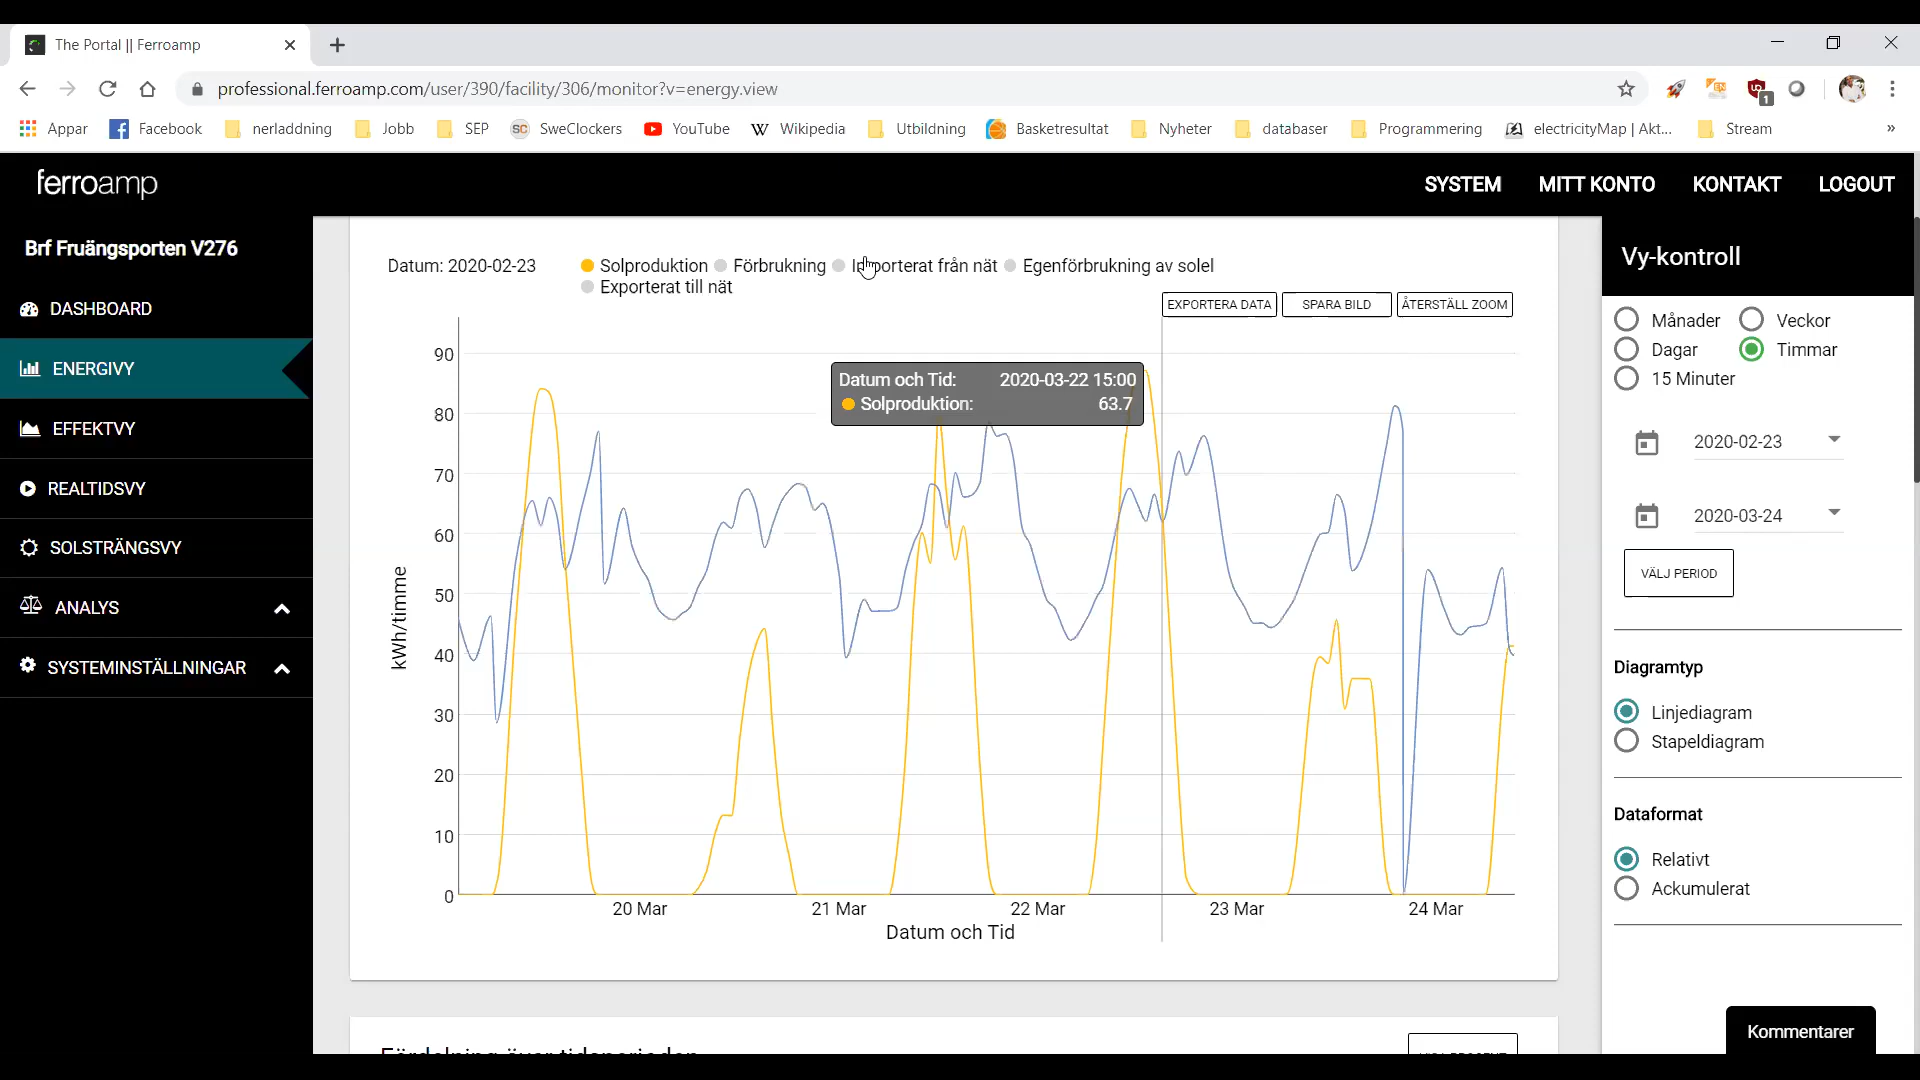 The Portal || Ferroamp
professional.ferroamp.com/user/390/facility/306/monitor?v=energy.view
Appar Facebook nerladdning Jobb SEP SweClockers YouTube Wikipedia Utbildning Basketresultat Nyheter databaser Programmering electricityMap | Akt... Stream »
ferroamp
SYSTEM MITT KONTO KONTAKT LOGOUT
Brf Fruängsporten V276
DASHBOARD
ENERGIVY
EFFEKTVY
REALTIDSVY
SOLSTRÄNGSVY
ANALYS
SYSTEMINSTÄLLNINGAR
Datum: 2020-02-23
Solproduktion Förbrukning Importerat från nät Egenförbrukning av solel
Exporterat till nät
EXPORTERA DATA SPARA BILD ÅTERSTÄLL ZOOM
Datum och Tid: 2020-03-22 15:00
Solproduktion: 63.7
90
80
70
60
50
40
30
20
10
0
kWh/timme
20 Mar 21 Mar 22 Mar 23 Mar 24 Mar
Datum och Tid
Vy-kontroll
Månader Veckor
Dagar Timmar
15 Minuter
2020-02-23
2020-03-24
VÄLJ PERIOD
Diagramtyp
Linjediagram
Stapeldiagram
Dataformat
Relativt
Ackumulerat
Kommentarer
Fördelning över tidsperioden